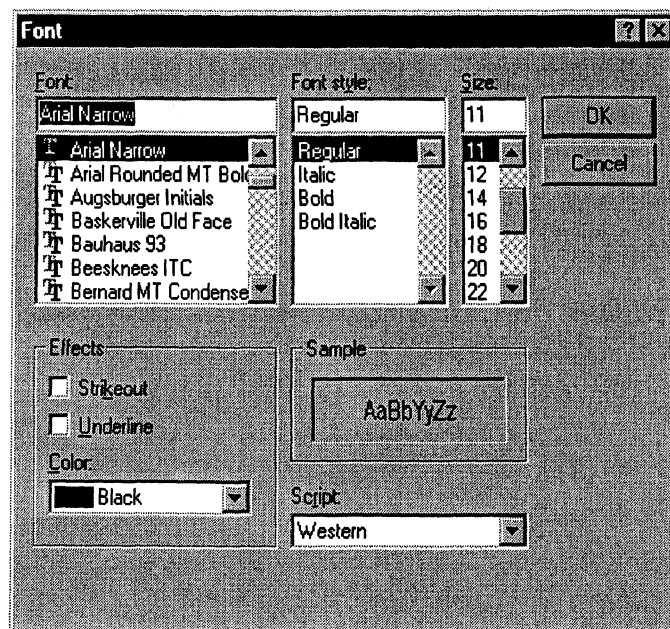 Font
Font: Font style: Size:
Arial Narrow Regular 11 OK
Arial Narrow Regular 11 Cancel
Arial Rounded MT Bol Italic 12
Augsburger Initials Bold 14
Baskerville Old Face Bold Italic 16
Bauhaus 93 18
Beesknees ITC 20
Bernard MT Condense 22
Effects Sample
Strikeout AaBbYyZz
Underline
Color:
Black Script:
Western